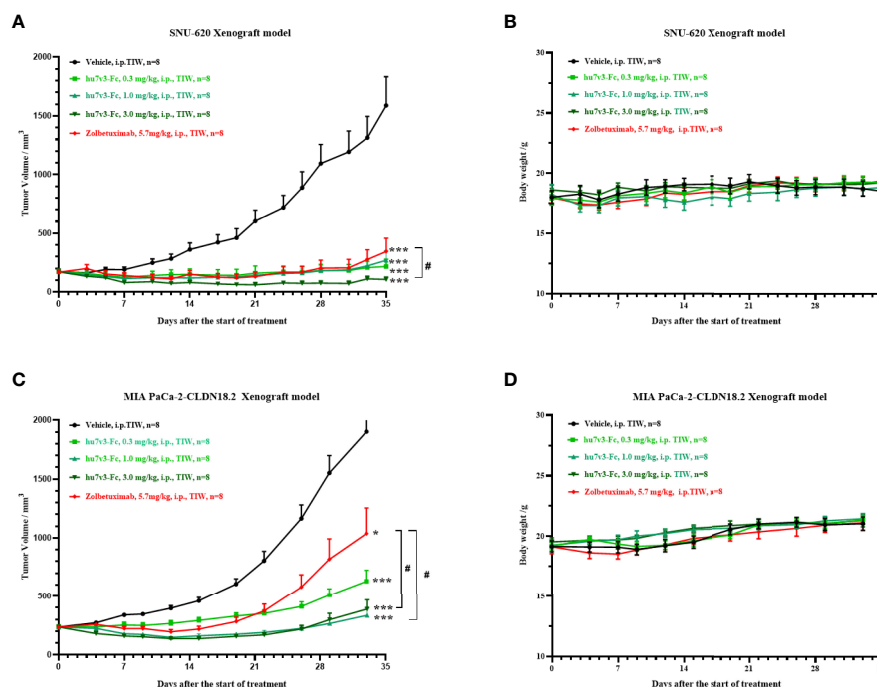 A
SNU-620 Xenograft model
2000
1500
1000
500
0
Tumor Volume / mm³
Vehicle, i.p.TIW, n=8
hu7v3-Fc, 0.3 mg/kg, i.p., TIW, n=8
hu7v3-Fc, 1.0 mg/kg, i.p., TIW, n=8
hu7v3-Fc, 3.0 mg/kg, i.p., TIW, n=8
Zolbetuximab, 5.7mg/kg, i.p., TIW, n=8
***
***
***
***
#
0 7 14 21 28 35
Days after the start of treatment
B
SNU-620 Xenograft model
30
25
20
15
10
Body weight /g
Vehicle, i.p.TIW, n=8
hu7v3-Fc, 0.3 mg/kg, i.p. TIW, n=8
hu7v3-Fc, 1.0 mg/kg, i.p. TIW, n=8
hu7v3-Fc, 3.0 mg/kg, i.p. TIW, n=8
Zolbetuximab, 5.7 mg/kg, i.p.TIW, n=8
0 7 14 21 28
Days after the start of treatment
C
MIA PaCa-2-CLDN18.2 Xenograft model
2000
1500
1000
500
0
Tumor Volume / mm³
Vehicle, i.p.TIW, n=8
hu7v3-Fc, 0.3 mg/kg, i.p., TIW, n=8
hu7v3-Fc, 1.0 mg/kg, i.p., TIW, n=8
hu7v3-Fc, 3.0 mg/kg, i.p., TIW, n=8
Zolbetuximab, 5.7mg/kg, i.p., TIW, n=8
*
***
***
***
#
#
0 7 14 21 28 35
Days after the start of treatment
D
MIA PaCa-2-CLDN18.2 Xenograft model
30
25
20
15
10
Body weight /g
Vehicle, i.p. TIW, n=8
hu7v3-Fc, 0.3 mg/kg, i.p. TIW, n=8
hu7v3-Fc, 1.0 mg/kg, i.p. TIW, n=8
hu7v3-Fc, 3.0 mg/kg, i.p. TIW, n=8
Zolbetuximab, 5.7 mg/kg, i.p.TIW, n=8
0 7 14 21 28
Days after the start of treatment